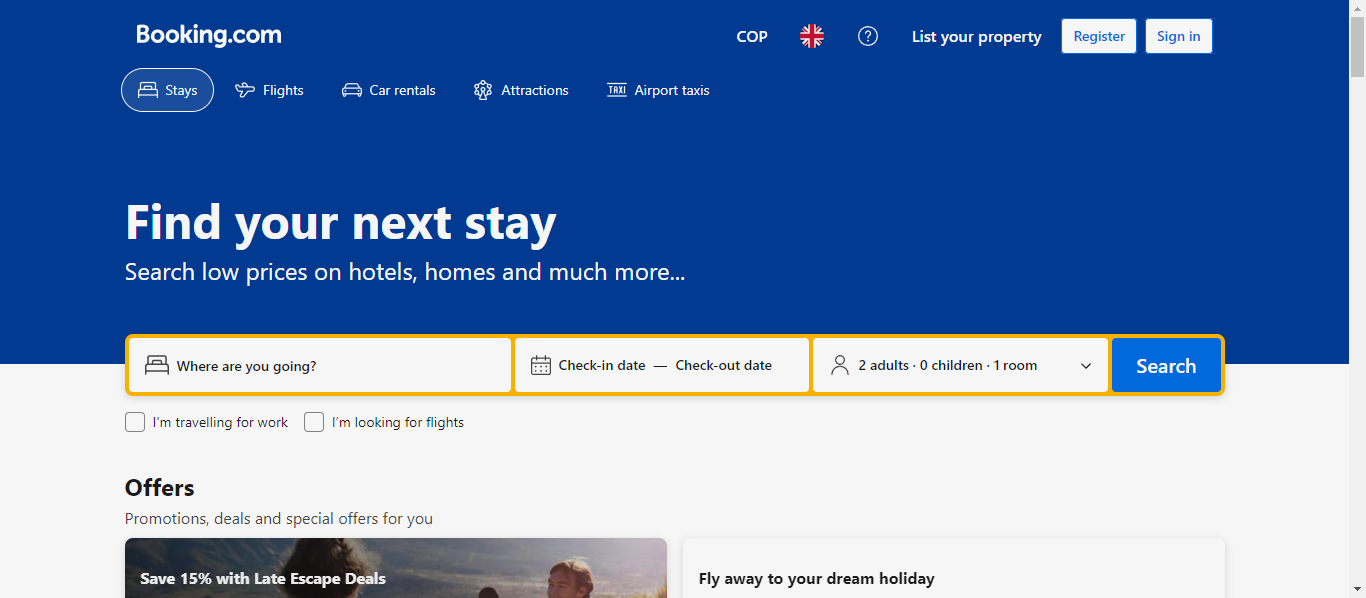 Booking.com
COP
List your property
Register
Sign in
Stays
Flights
Car rentals
Attractions
TAXI
Airport taxis
Find your next stay
Search low prices on hotels, homes and much more...
Where are you going?
Check-in date — Check-out date
2 adults · 0 children · 1 room
Search
I'm travelling for work
I'm looking for flights
Offers
Promotions, deals and special offers for you
Save 15% with Late Escape Deals
Fly away to your dream holiday